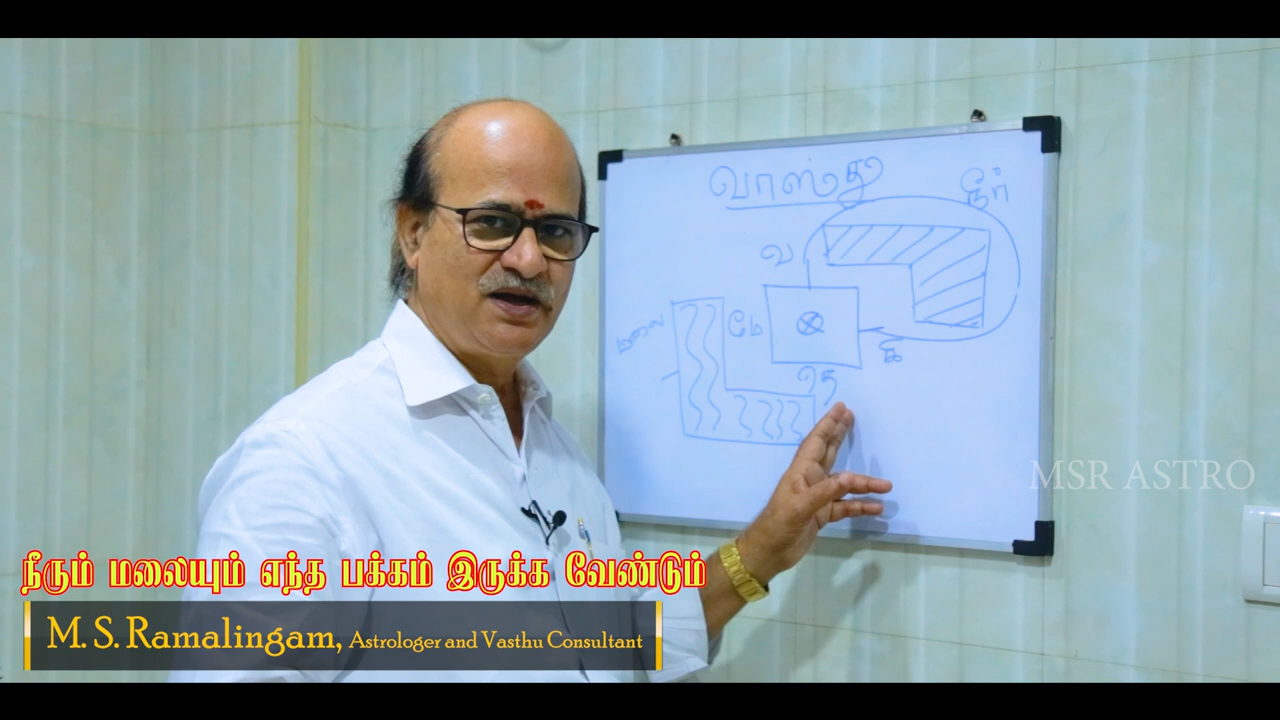 வாஸ்து
நீர்
வ
மலை
மே
கி
தெ
MSR ASTRO
நீரும் மலையும் எந்த பக்கம் இருக்க வேண்டும்
M. S. Ramalingam, Astrologer and Vasthu Consultant